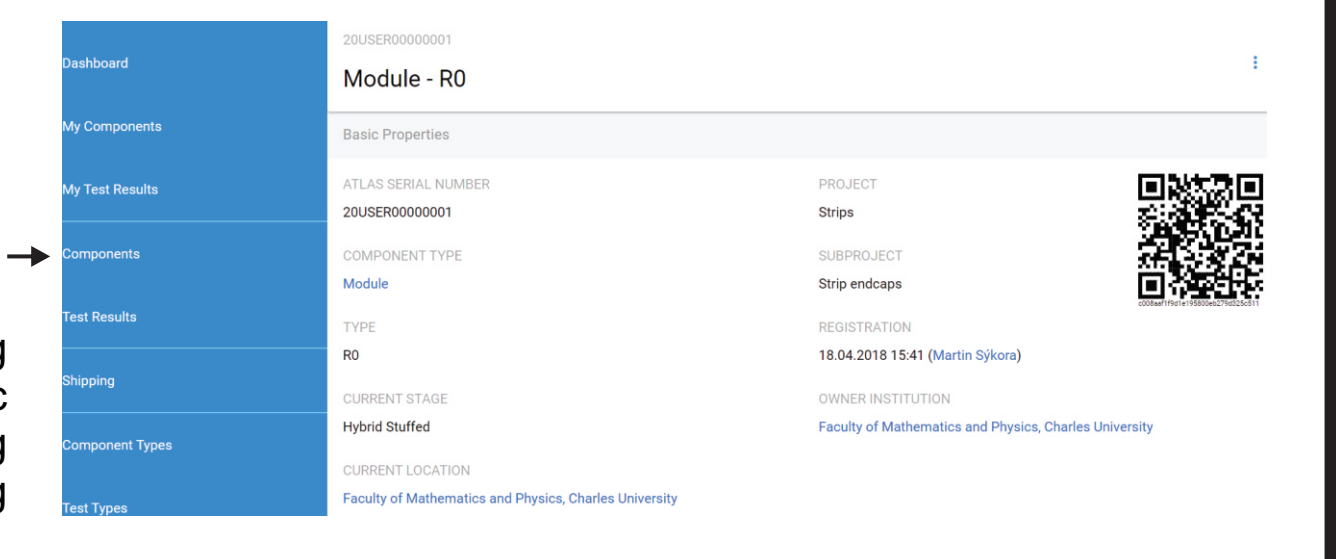 Dashboard
My Components
My Test Results
Components
Test Results
Shipping
Component Types
Test Types
g
c
g
g
20USER00000001
Module - R0
Basic Properties
ATLAS SERIAL NUMBER
20USER00000001
COMPONENT TYPE
Module
TYPE
R0
CURRENT STAGE
Hybrid Stuffed
CURRENT LOCATION
Faculty of Mathematics and Physics, Charles University
PROJECT
Strips
SUBPROJECT
Strip endcaps
REGISTRATION
18.04.2018 15:41 (Martin Sýkora)
OWNER INSTITUTION
Faculty of Mathematics and Physics, Charles University